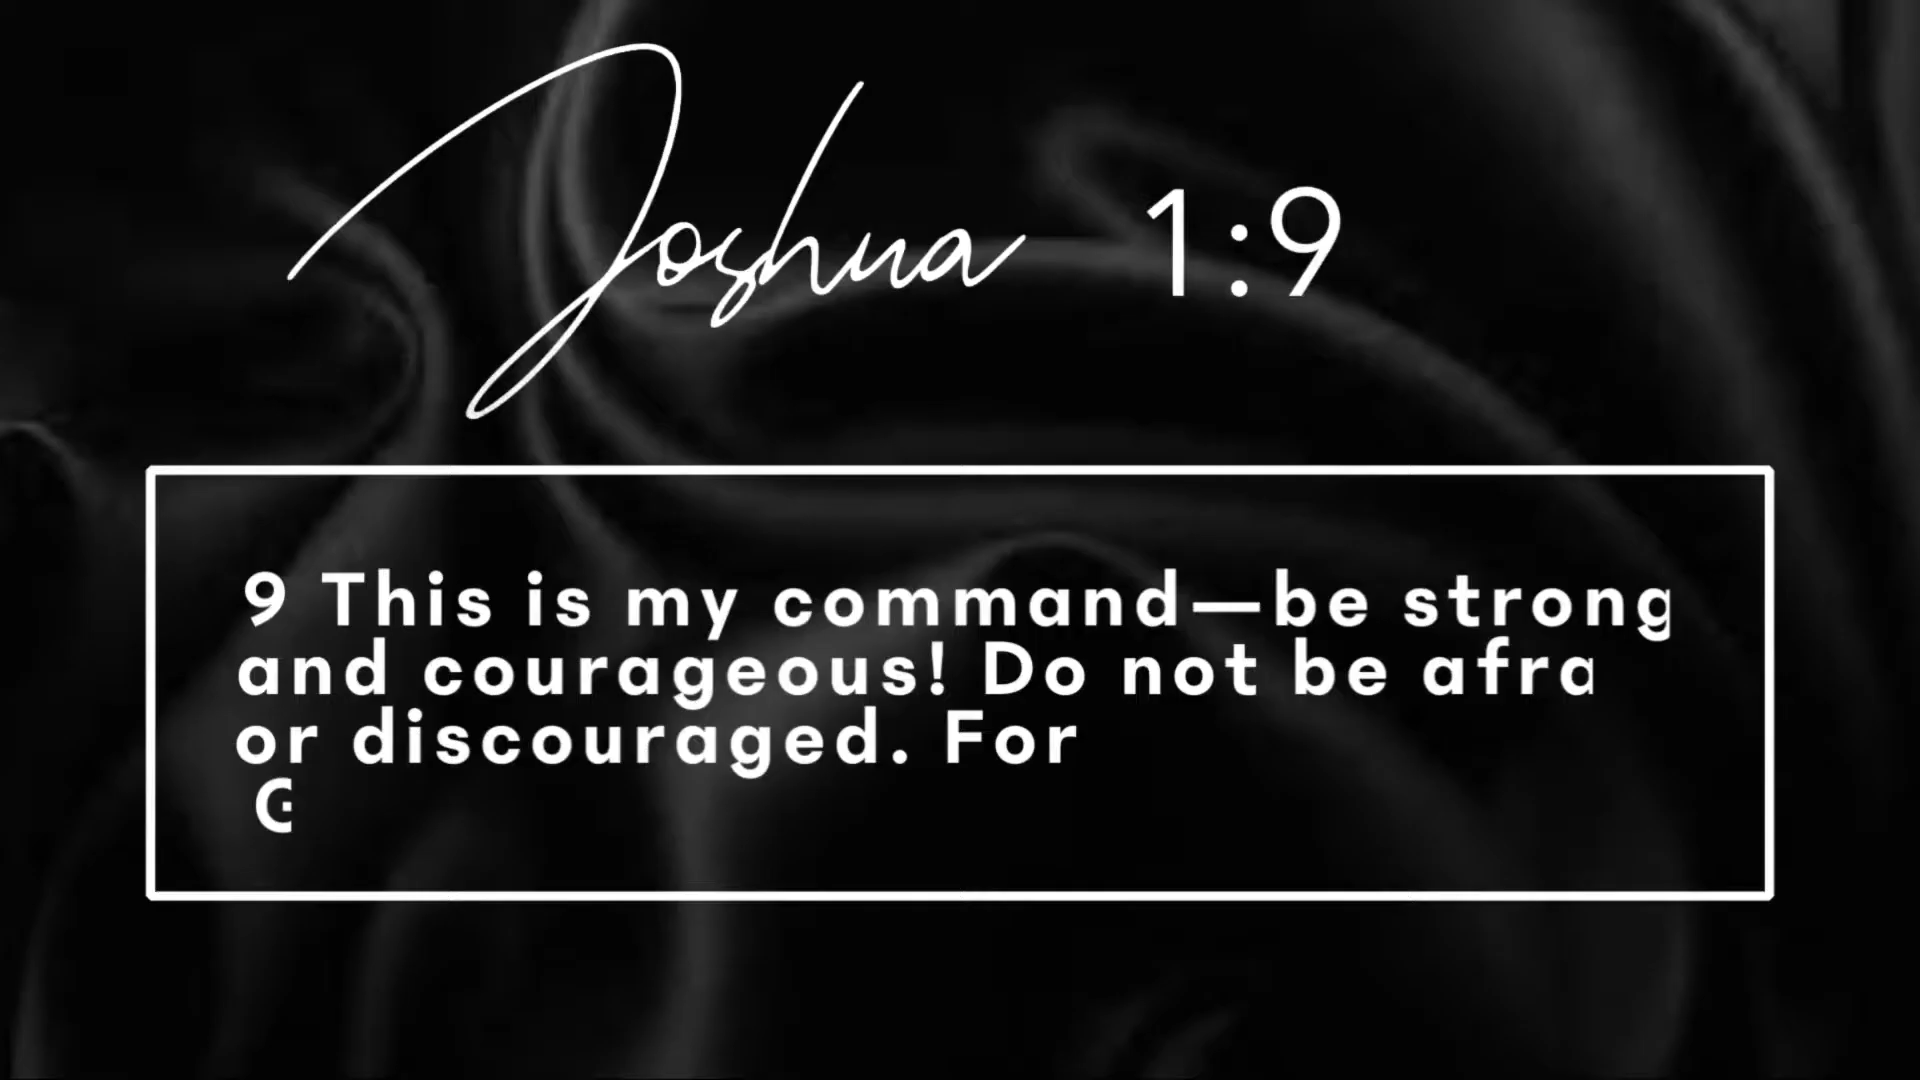 Joshua 1:9
9 This is my command—be strong
and courageous! Do not be afra
or discouraged. For
G